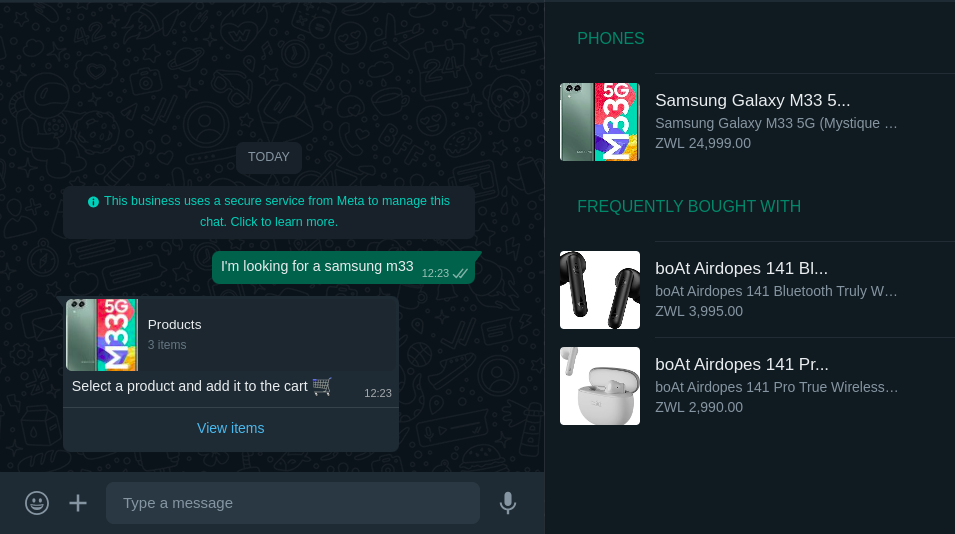 TODAY
This business uses a secure service from Meta to manage this
chat. Click to learn more.
I'm looking for a samsung m33
12:23
5G
M33
Products
3 items
Select a product and add it to the cart 🛒
12:23
View items
Type a message
PHONES
5G
M33
Samsung Galaxy M33 5...
Samsung Galaxy M33 5G (Mystique …
ZWL 24,999.00
FREQUENTLY BOUGHT WITH
boAt Airdopes 141 Bl...
boAt Airdopes 141 Bluetooth Truly W…
ZWL 3,995.00
boAt Airdopes 141 Pr...
boAt Airdopes 141 Pro True Wireless…
ZWL 2,990.00